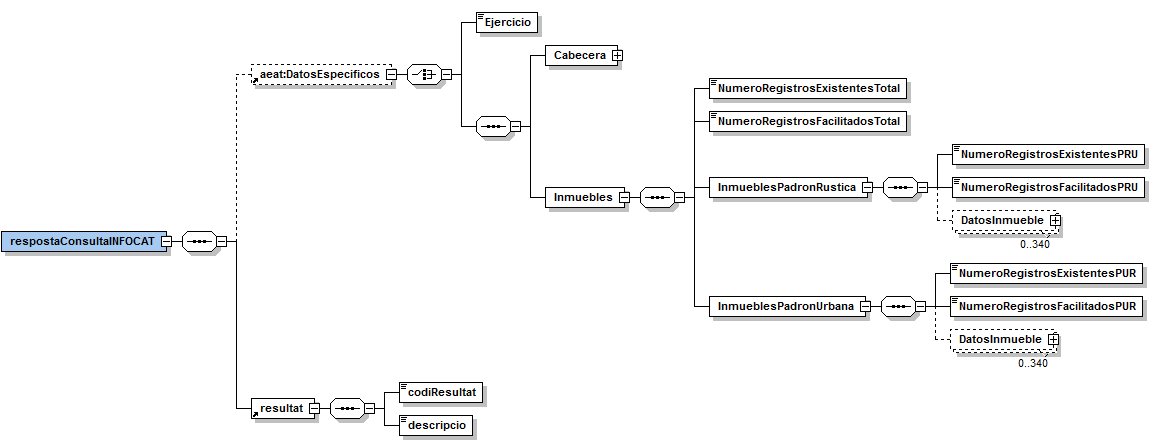 Ejercicio
Cabecera
aeat:DatosEspecificos
NumeroRegistrosExistentesTotal
NumeroRegistrosFacilitadosTotal
NumeroRegistrosExistentesPRU
InmueblesPadronRustica
NumeroRegistrosFacilitadosPRU
Inmuebles
DatosInmueble
0..340
respostaConsultaINFOCAT
NumeroRegistrosExistentesPUR
InmueblesPadronUrbana
NumeroRegistrosFacilitadosPUR
DatosInmueble
0..340
codiResultat
resultat
descripcio